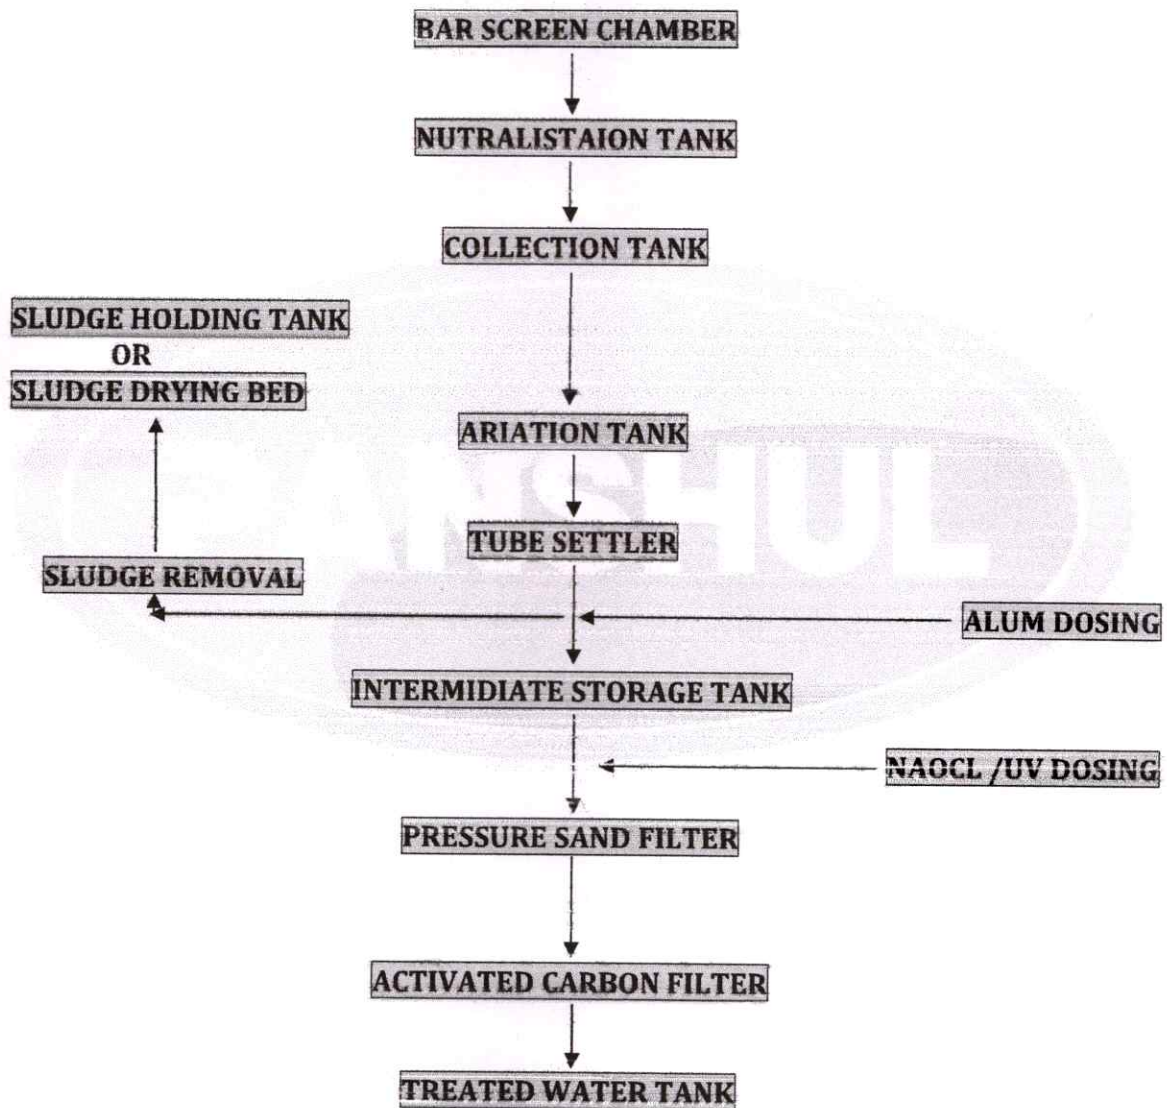 BAR SCREEN CHAMBER
NUTRALISTAION TANK
COLLECTION TANK
SLUDGE HOLDING TANK
OR
SLUDGE DRYING BED
ARIATION TANK
TUBE SETTLER
SLUDGE REMOVAL
ALUM DOSING
INTERMIDIATE STORAGE TANK
NAOCL /UV DOSING
PRESSURE SAND FILTER
ACTIVATED CARBON FILTER
TREATED WATER TANK